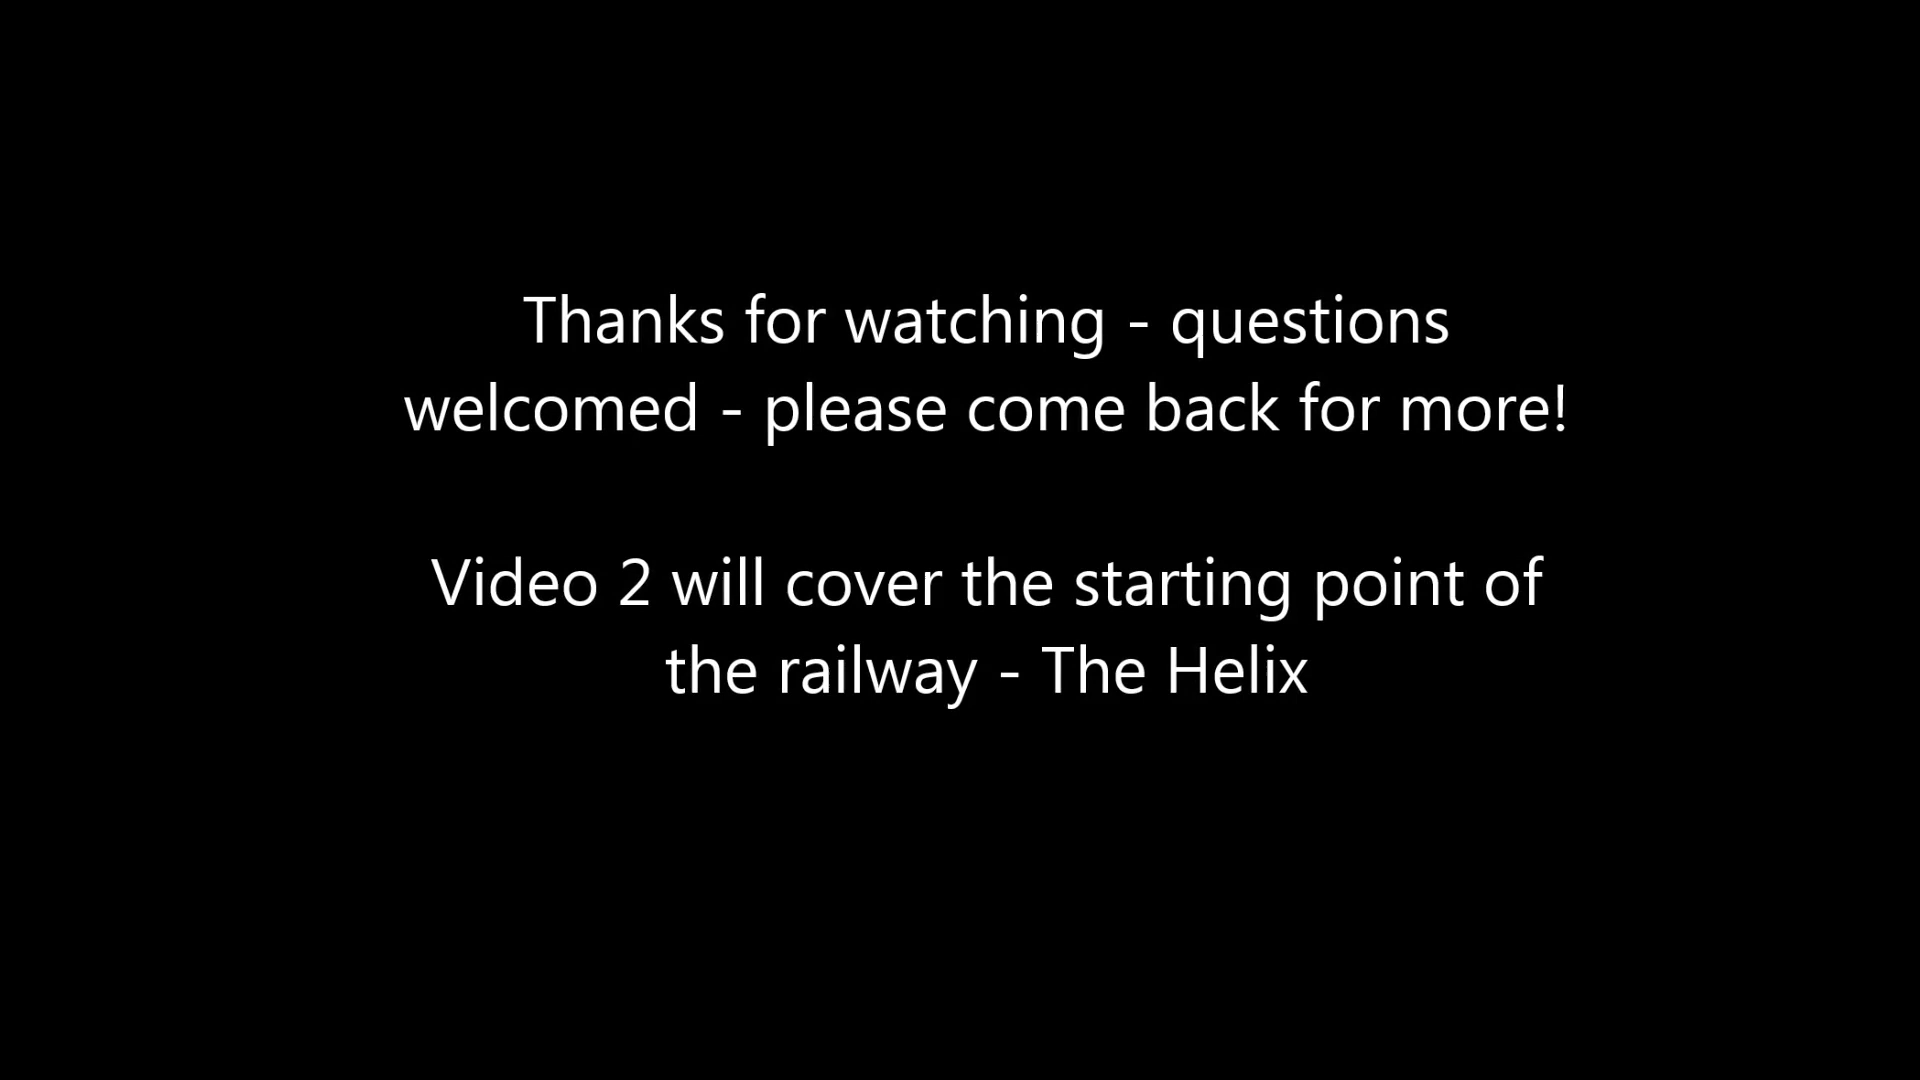 Thanks for watching - questions
welcomed - please come back for more!
Video 2 will cover the starting point of
the railway - The Helix